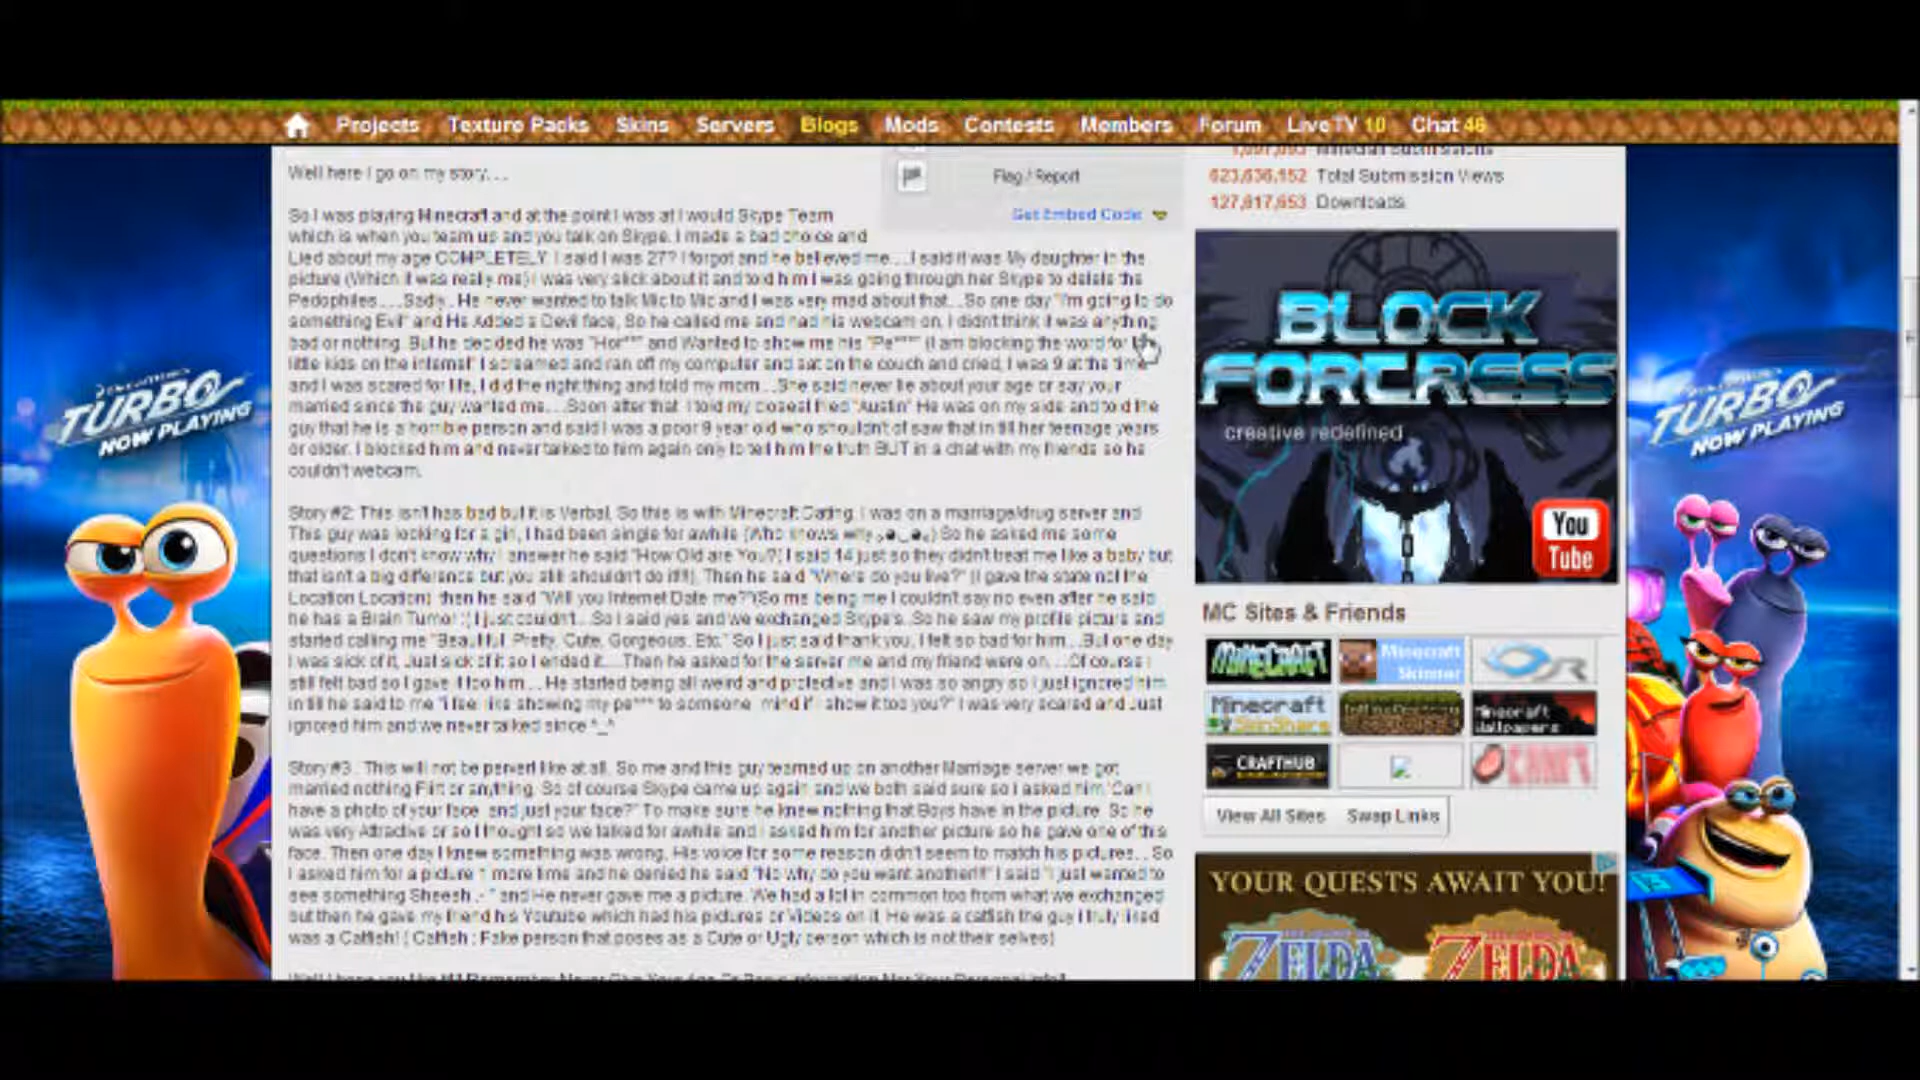 Projects Texture Packs Skins Servers Blogs Mods Contests Members Forum LiveTV 10 Chat 46
Well here I go on my story....
So I was playing Minecraft and at the point I was at I would Skype Team
which is when you team up and you talk on Skype. I made a bad choice and
Lied about my age COMPLETELY. I said I was 27? I forgot and he believed me....I said it was My daughter in the
picture (Which it was really me) I was very slick about it and told him I was going through her Skype to delete the
Pedophiles.....Sadly.. He never wanted to talk Mic to Mic and I was very mad about that...So one day "I'm going to do
something Evil" and He Added a Devil face, So he called me and had his webcam on, I didn't think it was anything
bad or nothing. But he decided he was "Hor*** and Wanted to show me his "Pe**** (I am blocking the word for
little kids on the internet" I screamed and ran off my computer and sat on the couch and cried, I was 9 at the time
and I was scared for life, I did the right thing and told my mom....She said never lie about your age or say your
married since the guy wanted me....Soon after that I told my closest fried "Austin" He was on my side and told the
guy that he is a horrible person and said I was a poor 9 year old who shouldn't of saw that in till her teenage years
or older. I blocked him and never talked to him again only to tell him the truth BUT in a chat with my friends so he
couldn't webcam.
Story #2: This isn't has bad but it is Verbal, So this is with Minecraft Dating. I was on a marriage/drug server and
This guy was looking for a girl, I had been single for awhile (Who knows why So he asked me some
questions I don't know why I answer he said "How Old are You?( I said 14 just so they didn't treat me like a baby but
that isn't a big difference but you still shouldn't do it!!!), Then he said "Where do you live?" (I gave the state not the
Location Location) then he said "Will you Internet Date me?"(So me being me I couldn't say no even after he said
he has a Brain Tumor :'( I just couldn't...So I said yes and we exchanged Skype's. So he saw my profile picture and
started calling me "Beautiful, Pretty, Cute, Gorgeous, Etc." So I just said thank you, I felt so bad for him...But one day
I was sick of it, Just sick of it so I ended it....Then he asked for the server me and my friend were on....Of course I
still felt bad so I gave it too him....He started being all weird and protective and I was so angry so I just ignored him
in till he said to me "I feel like showing my pe*** to someone, mind if I show it too you?" I was very scared and Just
ignored him and we never talked since ^_^
Story #3 : This will not be pervert like at all, So me and this guy teamed up on another Marriage server we got
married nothing Flirt or anything. So of course Skype came up again and we both said sure so I asked him "Can I
have a photo of your face, and just your face?" To make sure he knew nothing that Boys have in the picture. So he
was very Attractive or so I thought so we talked for awhile and I asked him for another picture so he gave one of this
face. Then one day I knew something was wrong, His voice for some reason didn't seem to match his pictures....So
I asked him for a picture 1 more time and he denied he said "No why do you want another!!!" I said "I just wanted to
see something Sheesh.-." and He never gave me a picture. We had a lot in common too from what we exchanged
but then he gave my friend his Youtube which had his pictures or Videos on it. He was a catfish the guy I truly liked
was a Catfish! ( Catfish : Fake person that poses as a Cute or Ugly person which is not their selves)
Well I hope you like it! Remember Never Give Your Age Or Basic information Nor Your Personal info!!
Flag / Report
Get Embed Code
Minecraft Submissions
623,636,152 Total Submission Views
127,817,653 Downloads
BLOCK
FORTRESS
creative redefined
You
Tube
MC Sites & Friends
MINECRAFT
Minecraft
Skinner
Minecraft
SkinShare
Minecraft
Wallpapers
CRAFTHUB
View All Sites
Swap Links
YOUR QUESTS AWAIT YOU!
ZELDA
ZELDA
TURBO
NOW PLAYING
TURBO
NOW PLAYING